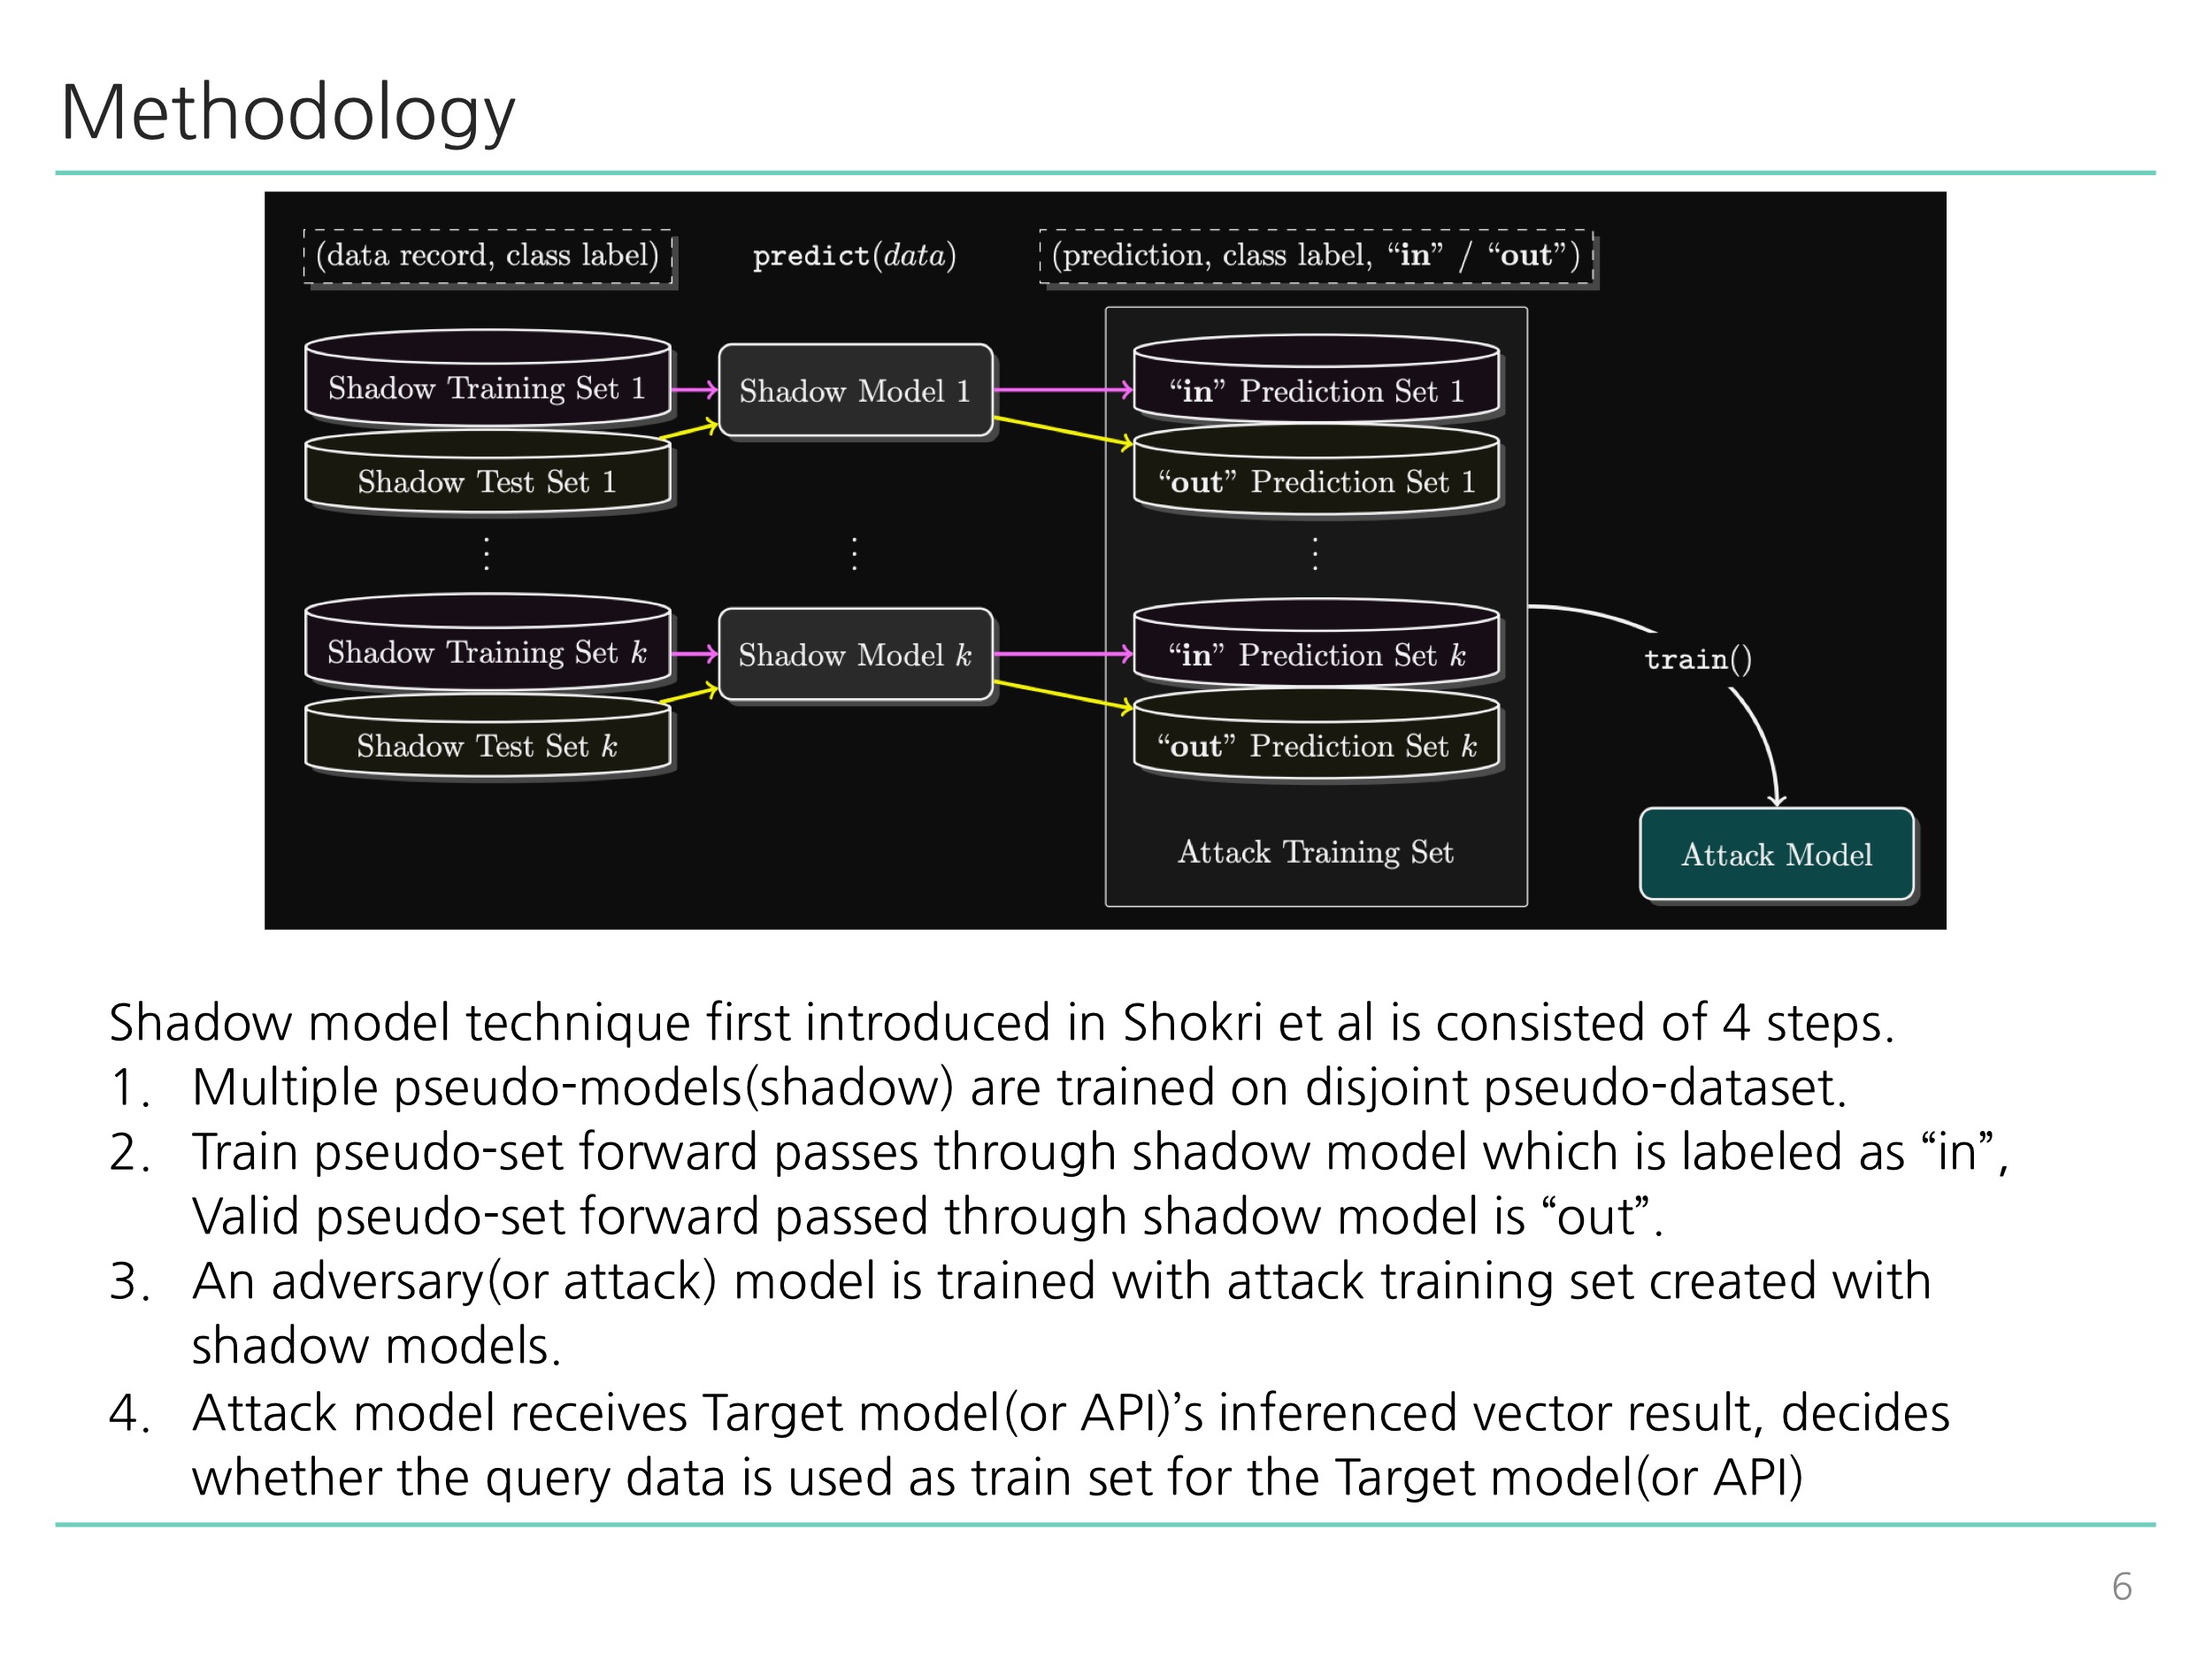 Methodology
(data record, class label)
predict(data)
(prediction, class label, “in” / “out”)
Shadow Training Set 1
Shadow Model 1
“in” Prediction Set 1
Shadow Test Set 1
“out” Prediction Set 1
⋮ ⋮ ⋮
Shadow Training Set k
Shadow Model k
“in” Prediction Set k
train()
Shadow Test Set k
“out” Prediction Set k
Attack Training Set
Attack Model
Shadow model technique first introduced in Shokri et al is consisted of 4 steps.
1. Multiple pseudo-models(shadow) are trained on disjoint pseudo-dataset.
2. Train pseudo-set forward passes through shadow model which is labeled as “in”,
Valid pseudo-set forward passed through shadow model is “out”.
3. An adversary(or attack) model is trained with attack training set created with
shadow models.
4. Attack model receives Target model(or API)’s inferenced vector result, decides
whether the query data is used as train set for the Target model(or API)
6